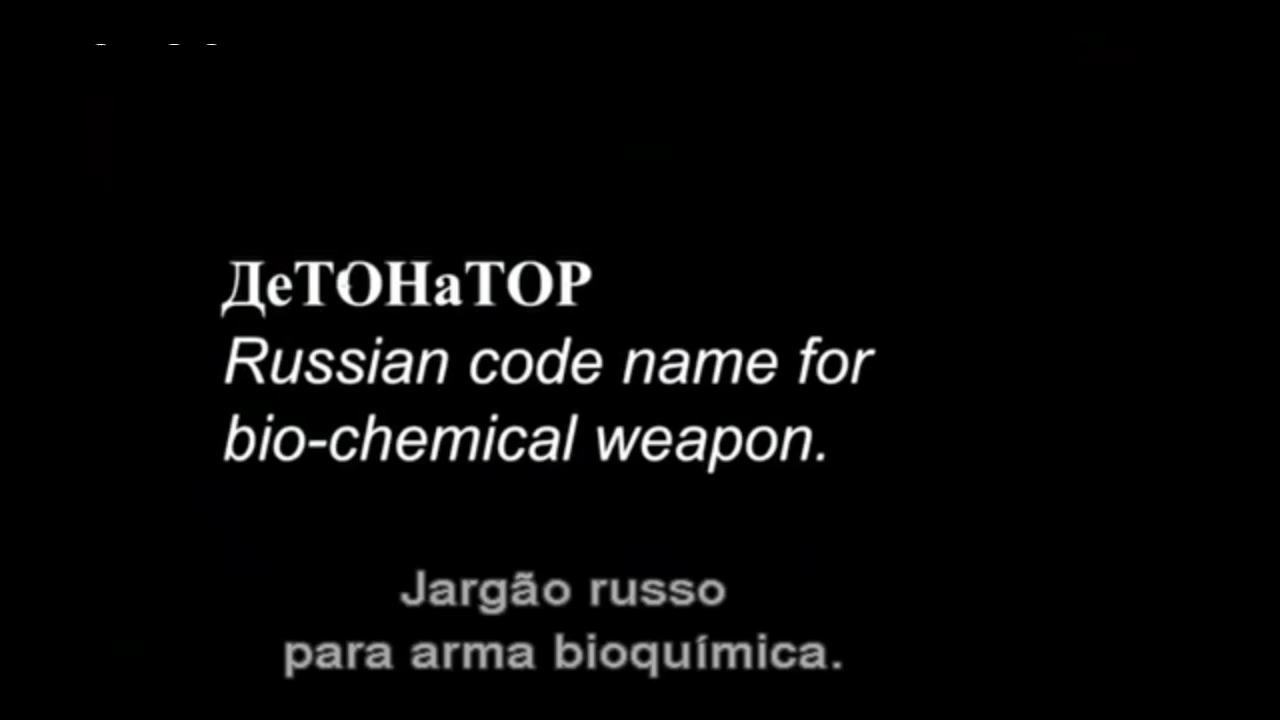 ДеТОНаТОР
Russian code name for
bio-chemical weapon.
Jargão russo
para arma bioquímica.